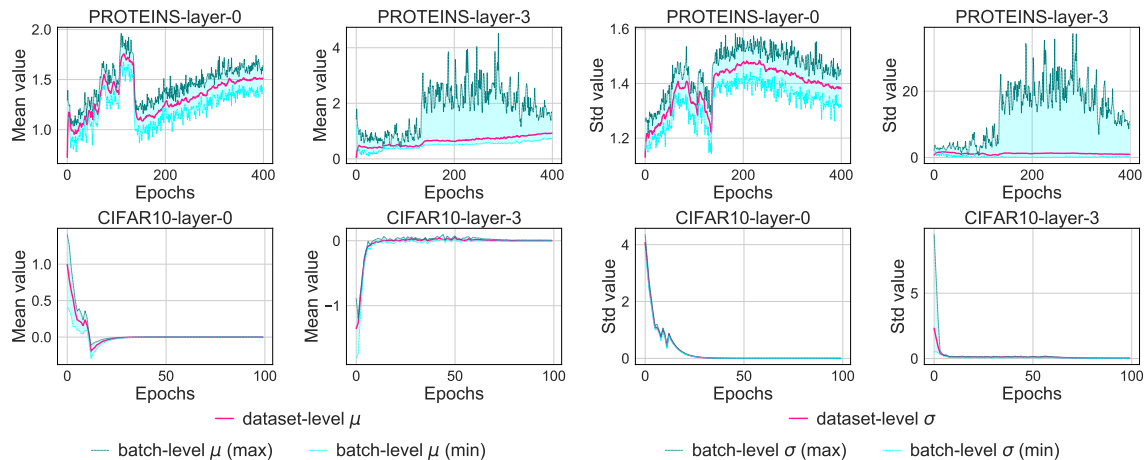 PROTEINS-layer-0
Mean value
2.0
1.5
1.0
0 200 400
Epochs
PROTEINS-layer-3
Mean value
4
2
0
0 200 400
Epochs
PROTEINS-layer-0
Std value
1.6
1.4
1.2
0 200 400
Epochs
PROTEINS-layer-3
Std value
20
0
0 200 400
Epochs
CIFAR10-layer-0
Mean value
1.0
0.5
0.0
0 50 100
Epochs
CIFAR10-layer-3
Mean value
0
−1
0 50 100
Epochs
CIFAR10-layer-0
Std value
4
2
0
0 50 100
Epochs
CIFAR10-layer-3
Std value
5
0
0 50 100
Epochs
dataset-level μ
batch-level μ (max) batch-level μ (min)
dataset-level σ
batch-level σ (max) batch-level σ (min)